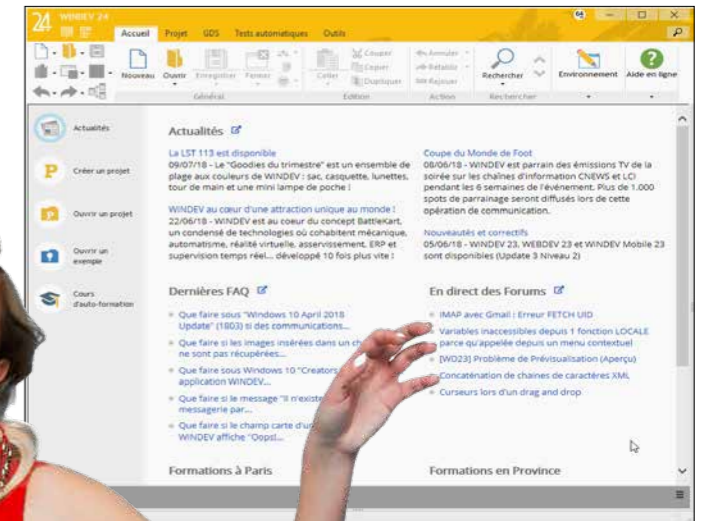 24 WINDEV 24
64
Accueil Projet GDS Tests automatiques Outils
Nouveau Ouvrir Enregistrer Fermer Coller Couper Copier Dupliquer Annuler Rétablir Rejouer Rechercher Environnement Aide en ligne
Général Edition Action Rechercher
Actualités
Créer un projet
Ouvrir un projet
Ouvrir un
exemple
Cours
d'auto-formation
Actualités
La LST 113 est disponible
09/07/18 - Le "Goodies du trimestre" est un ensemble de
plage aux couleurs de WINDEV : sac, casquette, lunettes,
tour de main et une mini lampe de poche !
WINDEV au cœur d'une attraction unique au monde !
22/06/18 - WINDEV est au coeur du concept BattleKart,
un condensé de technologies où cohabitent mécanique,
automatisme, réalité virtuelle, asservissement, ERP et
supervision temps réel... développé 10 fois plus vite !
Coupe du Monde de Foot
08/06/18 - WINDEV est parrain des émissions TV de la
soirée sur les chaînes d'information CNEWS et LCI
pendant les 6 semaines de l'événement. Plus de 1.000
spots de parrainage seront diffusés lors de cette
opération de communication.
Nouveautés et correctifs
05/06/18 - WINDEV 23, WEBDEV 23 et WINDEV Mobile 23
sont disponibles (Update 3 Niveau 2)
Dernières FAQ
Que faire sous "Windows 10 April 2018
Update" (1803) si des communications...
Que faire si les images insérées dans un
ne sont pas récupérées...
Que faire sous Windows 10 "Creators
application WINDEV...
Que faire si le message "Il n'existe
messagerie par...
Que faire si le champ carte d'u
WINDEV affiche "Oops!...
En direct des Forums
IMAP avec Gmail : Erreur FETCH UID
Variables inaccessibles depuis 1 fonction LOCALE
parce qu'appelée depuis un menu contextuel
[WD23] Problème de Prévisualisation (Aperçu)
Concaténation de chaines de caractères XML
Curseurs lors d'un drag and drop
Formations à Paris
Formations en Province